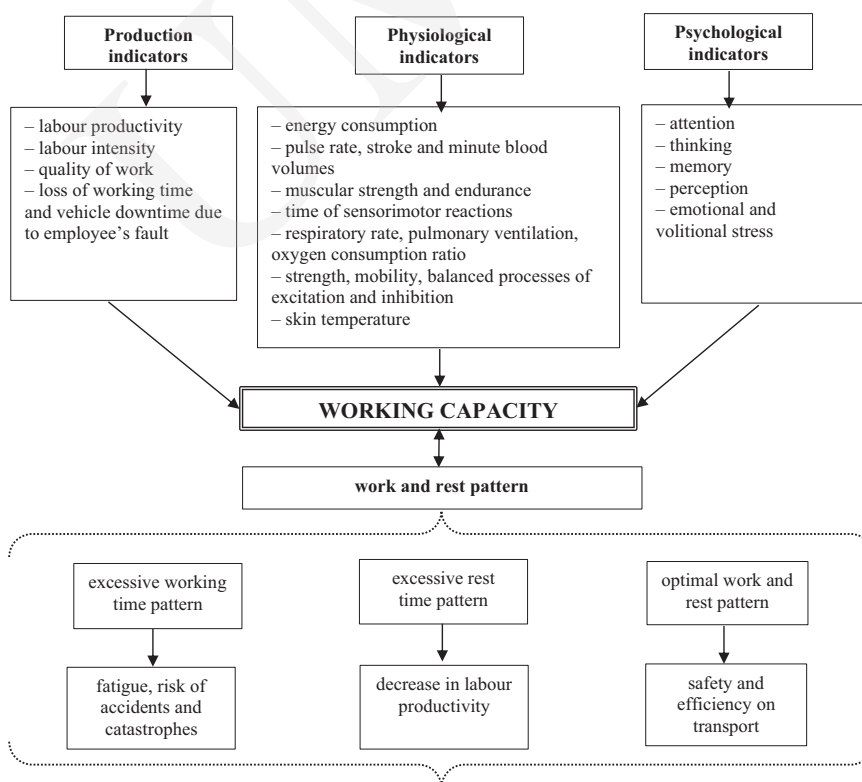 Production
indicators
Physiological
indicators
Psychological
indicators
– labour productivity
– labour intensity
– quality of work
– loss of working time
and vehicle downtime due
to employee's fault
– energy consumption
– pulse rate, stroke and minute blood
volumes
– muscular strength and endurance
– time of sensorimotor reactions
– respiratory rate, pulmonary ventilation,
oxygen consumption ratio
– strength, mobility, balanced processes of
excitation and inhibition
– skin temperature
– attention
– thinking
– memory
– perception
– emotional and
volitional stress
WORKING CAPACITY
work and rest pattern
excessive working
time pattern
excessive rest
time pattern
optimal work and
rest pattern
fatigue, risk of
accidents and
catastrophes
decrease in labour
productivity
safety and
efficiency on
transport